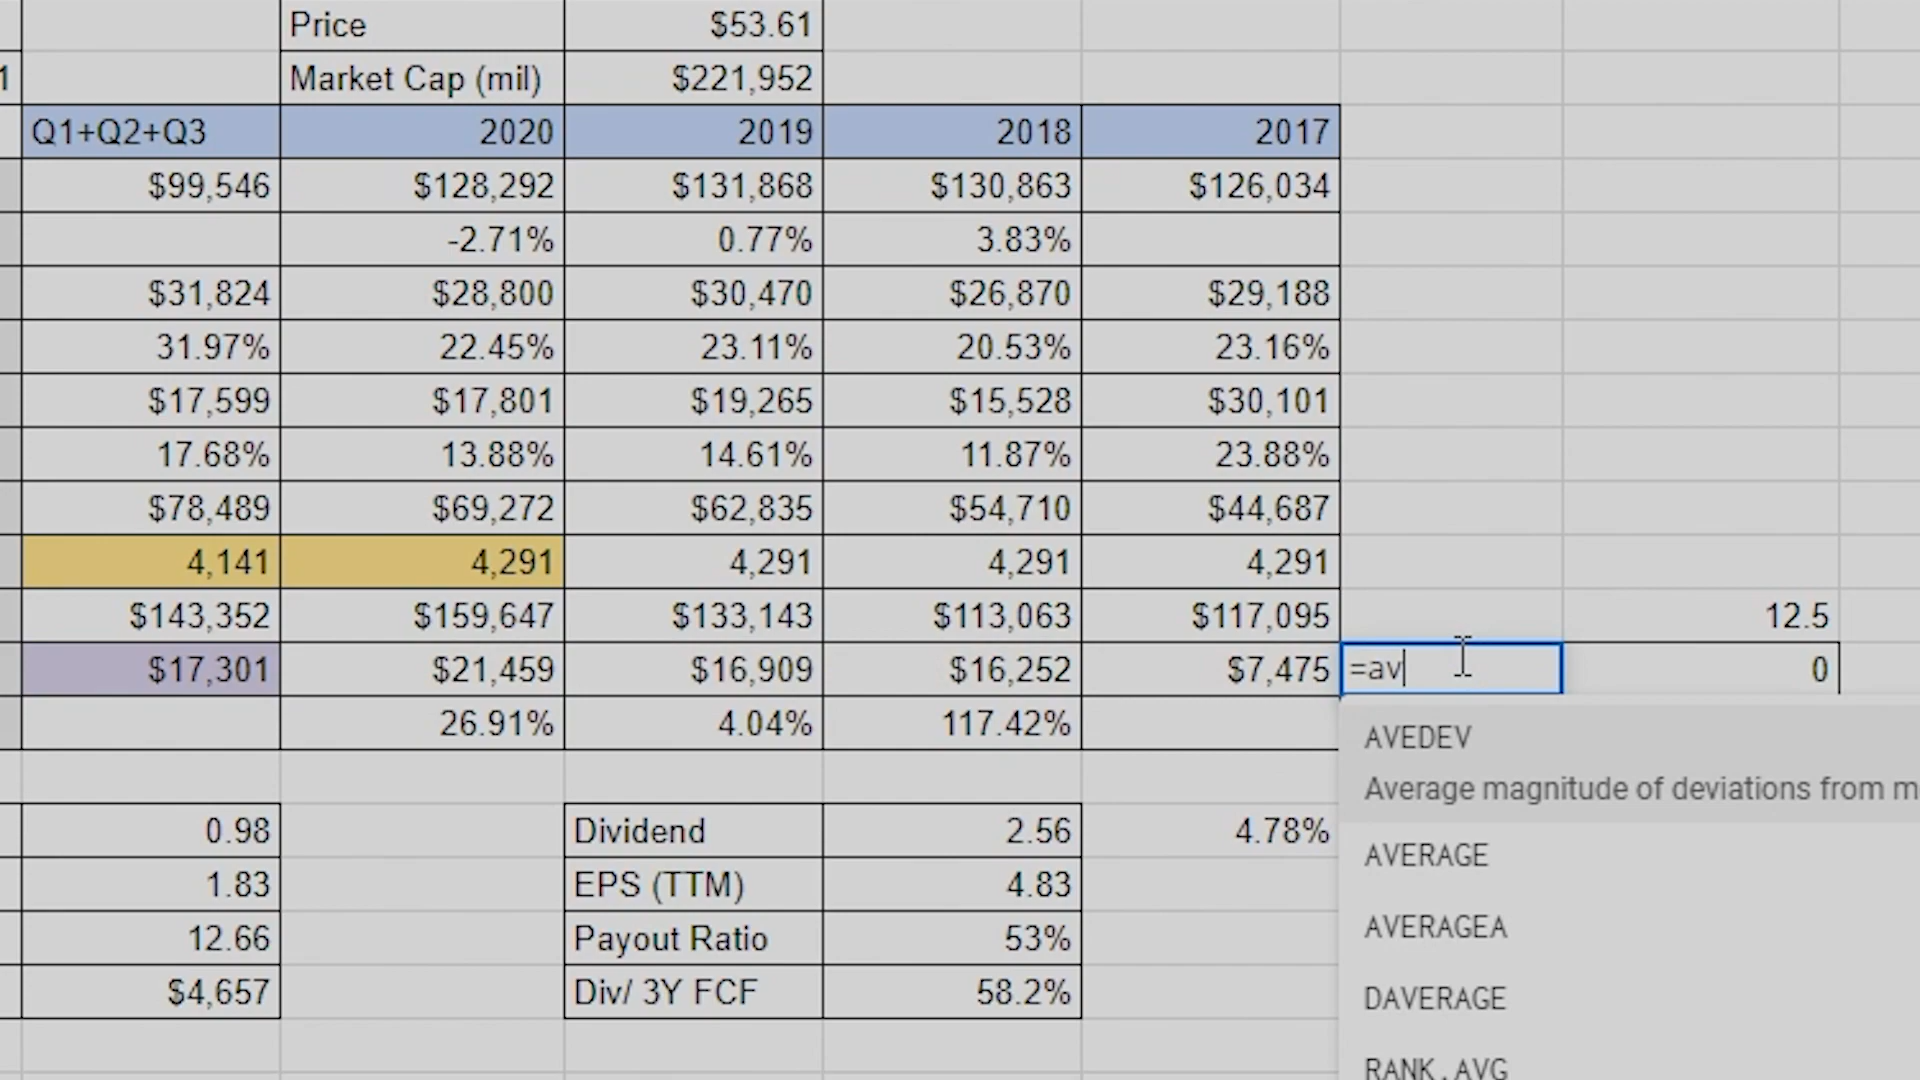 Price $53.61
1 Market Cap (mil) $221,952
Q1+Q2+Q3 2020 2019 2018 2017
$99,546 $128,292 $131,868 $130,863 $126,034
-2.71% 0.77% 3.83%
$31,824 $28,800 $30,470 $26,870 $29,188
31.97% 22.45% 23.11% 20.53% 23.16%
$17,599 $17,801 $19,265 $15,528 $30,101
17.68% 13.88% 14.61% 11.87% 23.88%
$78,489 $69,272 $62,835 $54,710 $44,687
4,141 4,291 4,291 4,291 4,291
$143,352 $159,647 $133,143 $113,063 $117,095 12.5
$17,301 $21,459 $16,909 $16,252 $7,475 =av 0
26.91% 4.04% 117.42%
AVEDEV
Average magnitude of deviations from m
0.98 Dividend 2.56 4.78%
AVERAGE
1.83 EPS (TTM) 4.83
AVERAGEA
12.66 Payout Ratio 53%
$4,657 Div/ 3Y FCF 58.2%
DAVERAGE
RANK.AVG